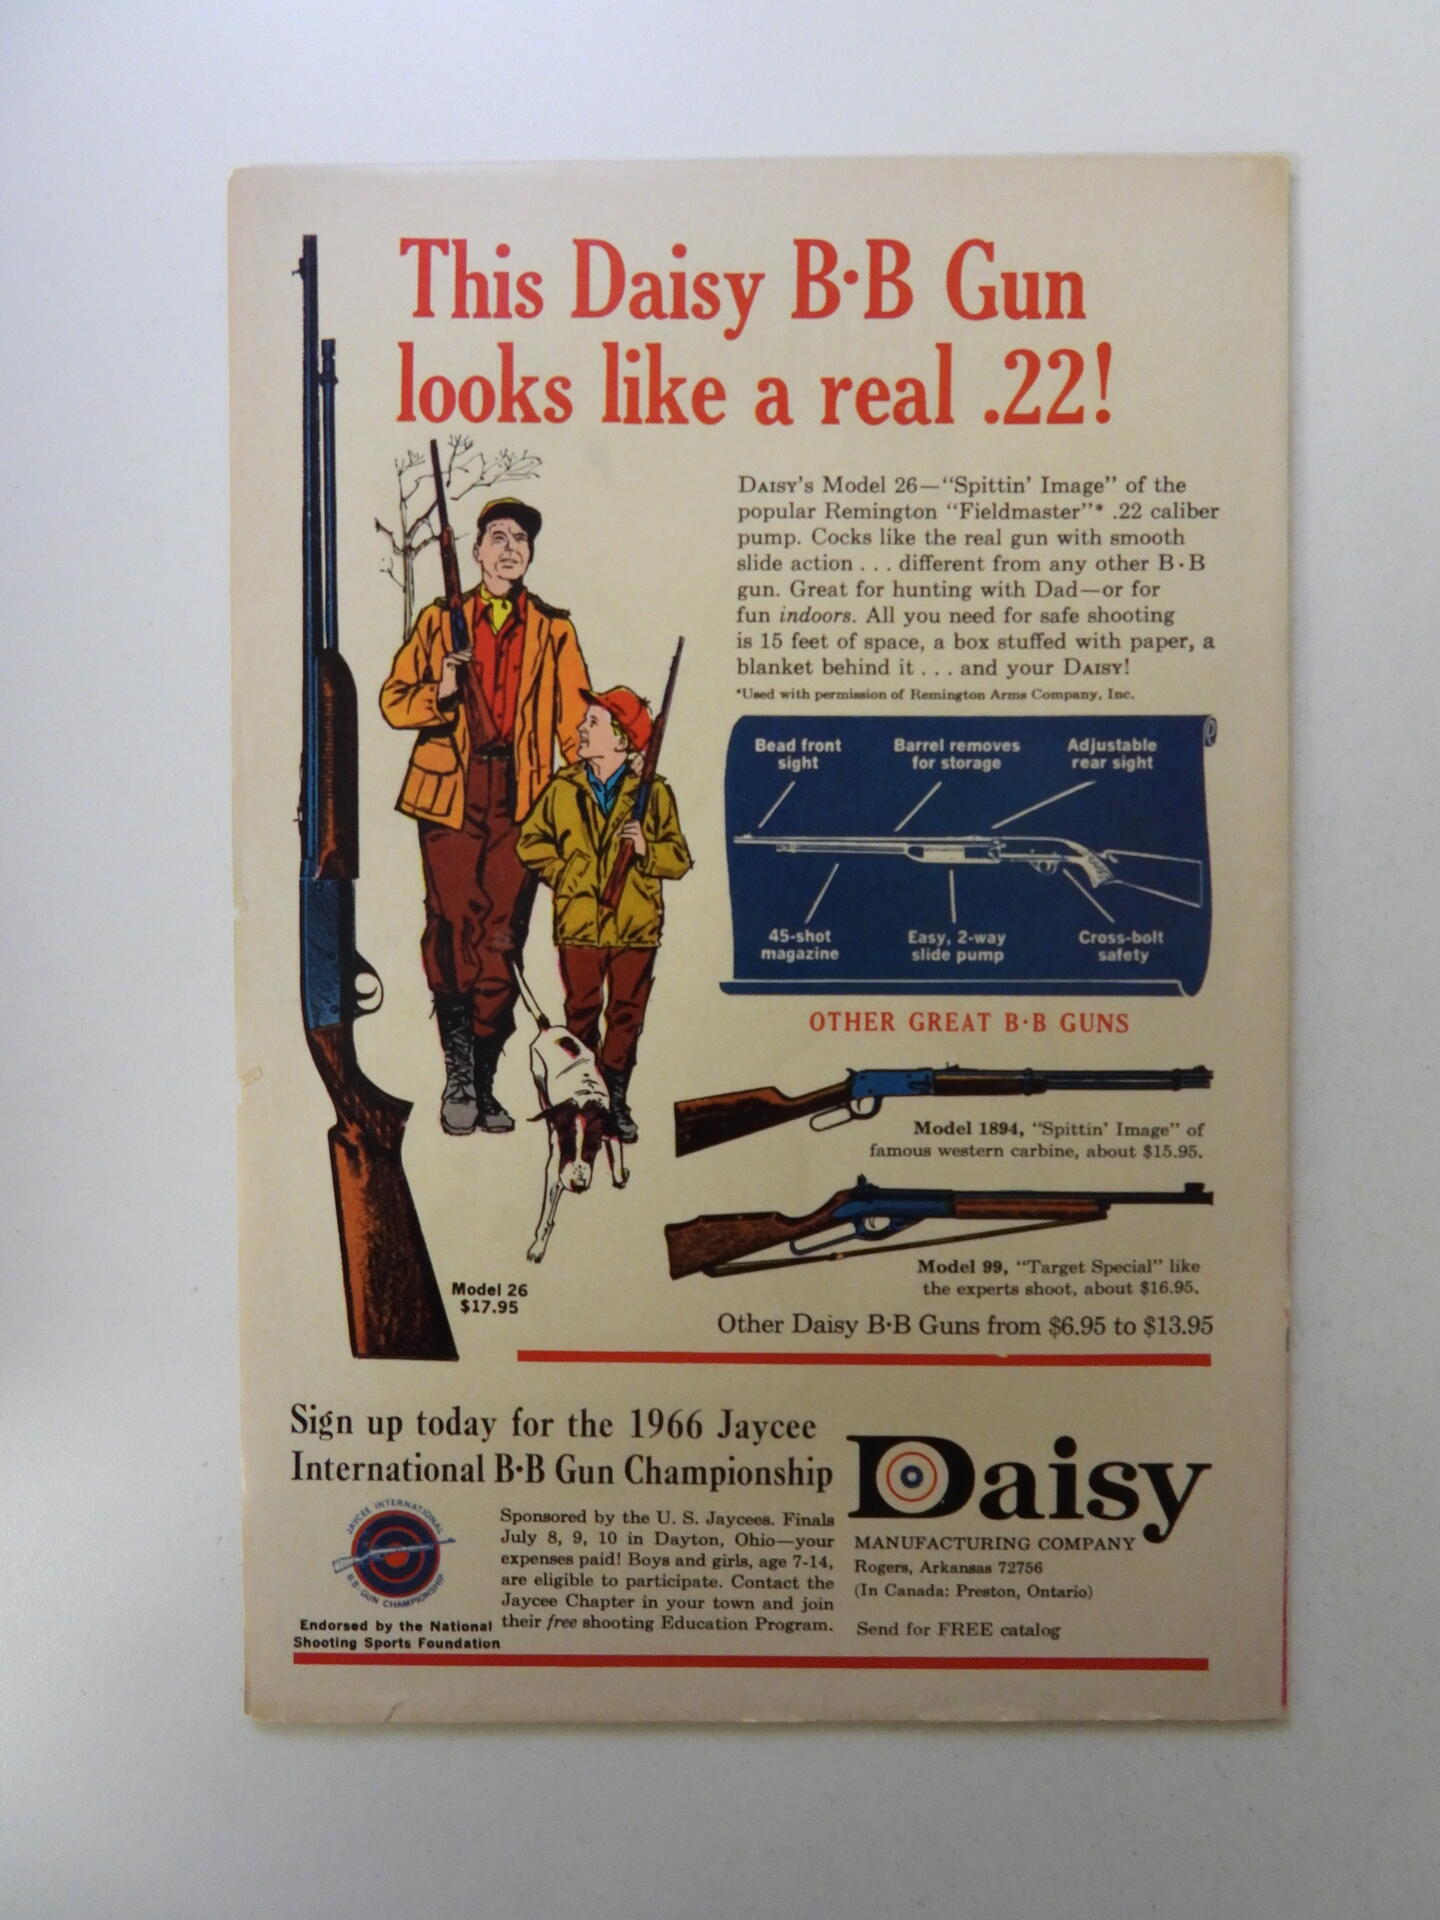 This Daisy B·B Gun
looks like a real .22!
DAISY'S Model 26—"Spittin' Image" of the
popular Remington "Fieldmaster"* .22 caliber
pump. Cocks like the real gun with smooth
slide action . . . different from any other B·B
gun. Great for hunting with Dad—or for
fun indoors. All you need for safe shooting
is 15 feet of space, a box stuffed with paper, a
blanket behind it . . . and your DAISY!
*Used with permission of Remington Arms Company, Inc.
Bead front
sight
Barrel removes
for storage
Adjustable
rear sight
45-shot
magazine
Easy, 2-way
slide pump
Cross-bolt
safety
OTHER GREAT B·B GUNS
Model 1894, "Spittin' Image" of
famous western carbine, about $15.95.
Model 99, "Target Special" like
the experts shoot, about $16.95.
Model 26
$17.95
Other Daisy B·B Guns from $6.95 to $13.95
Sign up today for the 1966 Jaycee
International B·B Gun Championship
JAYCEE INTERNATIONAL
B·B GUN CHAMPIONSHIP
Endorsed by the National
Shooting Sports Foundation
Sponsored by the U. S. Jaycees. Finals
July 8, 9, 10 in Dayton, Ohio—your
expenses paid! Boys and girls, age 7-14,
are eligible to participate. Contact the
Jaycee Chapter in your town and join
their free shooting Education Program.
Daisy
MANUFACTURING COMPANY
Rogers, Arkansas 72756
(In Canada: Preston, Ontario)
Send for FREE catalog